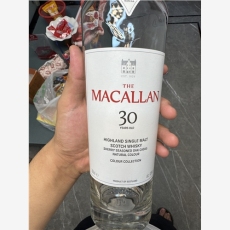 THE
MACALLAN
30
YEARS OLD
HIGHLAND SINGLE MALT
SCOTCH WHISKY
SHERRY SEASONED OAK CASKS
NATURAL COLOUR
COLOUR COLLECTION